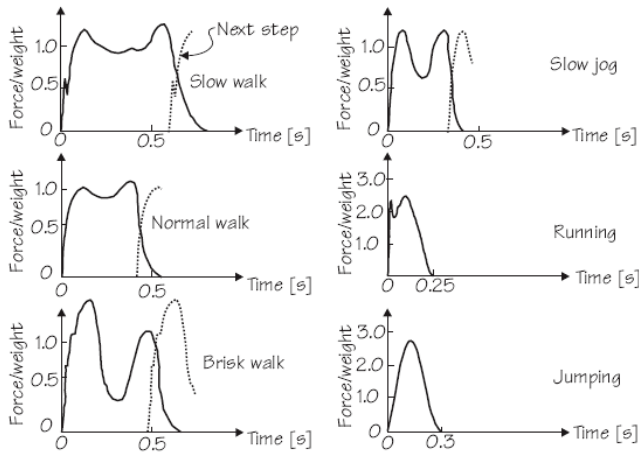 Force/weight
1.0
0.5
0
0
0.5
Time [s]
Next step
Slow walk
Force/weight
1.0
0.5
0
0.5
Time [s]
Slow jog
Force/weight
1.0
0.5
0
0
0.5
Time [s]
Normal walk
Force/weight
3.0
2.0
1.0
0
0.25
Time [s]
Running
Force/weight
1.0
0.5
0
0
0.5
Time [s]
Brisk walk
Force/weight
3.0
2.0
1.0
0
0.3
Time [s]
Jumping